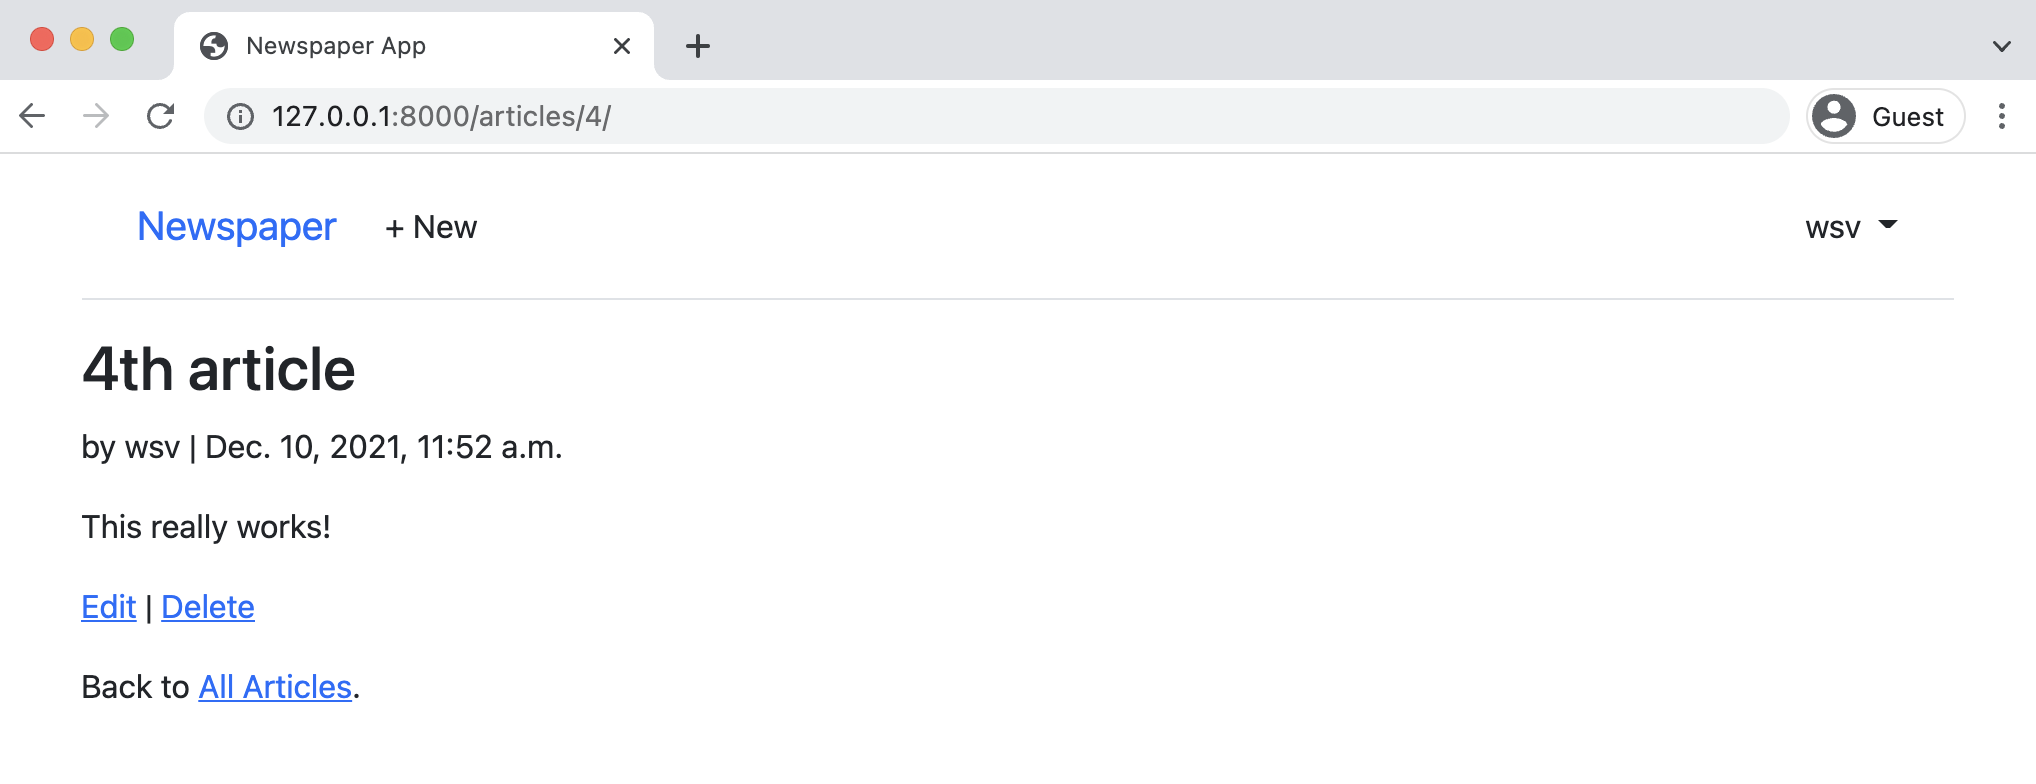 Newspaper App
127.0.0.1:8000/articles/4/
Guest
Newspaper + New wsv
4th article
by wsv | Dec. 10, 2021, 11:52 a.m.
This really works!
Edit | Delete
Back to All Articles.